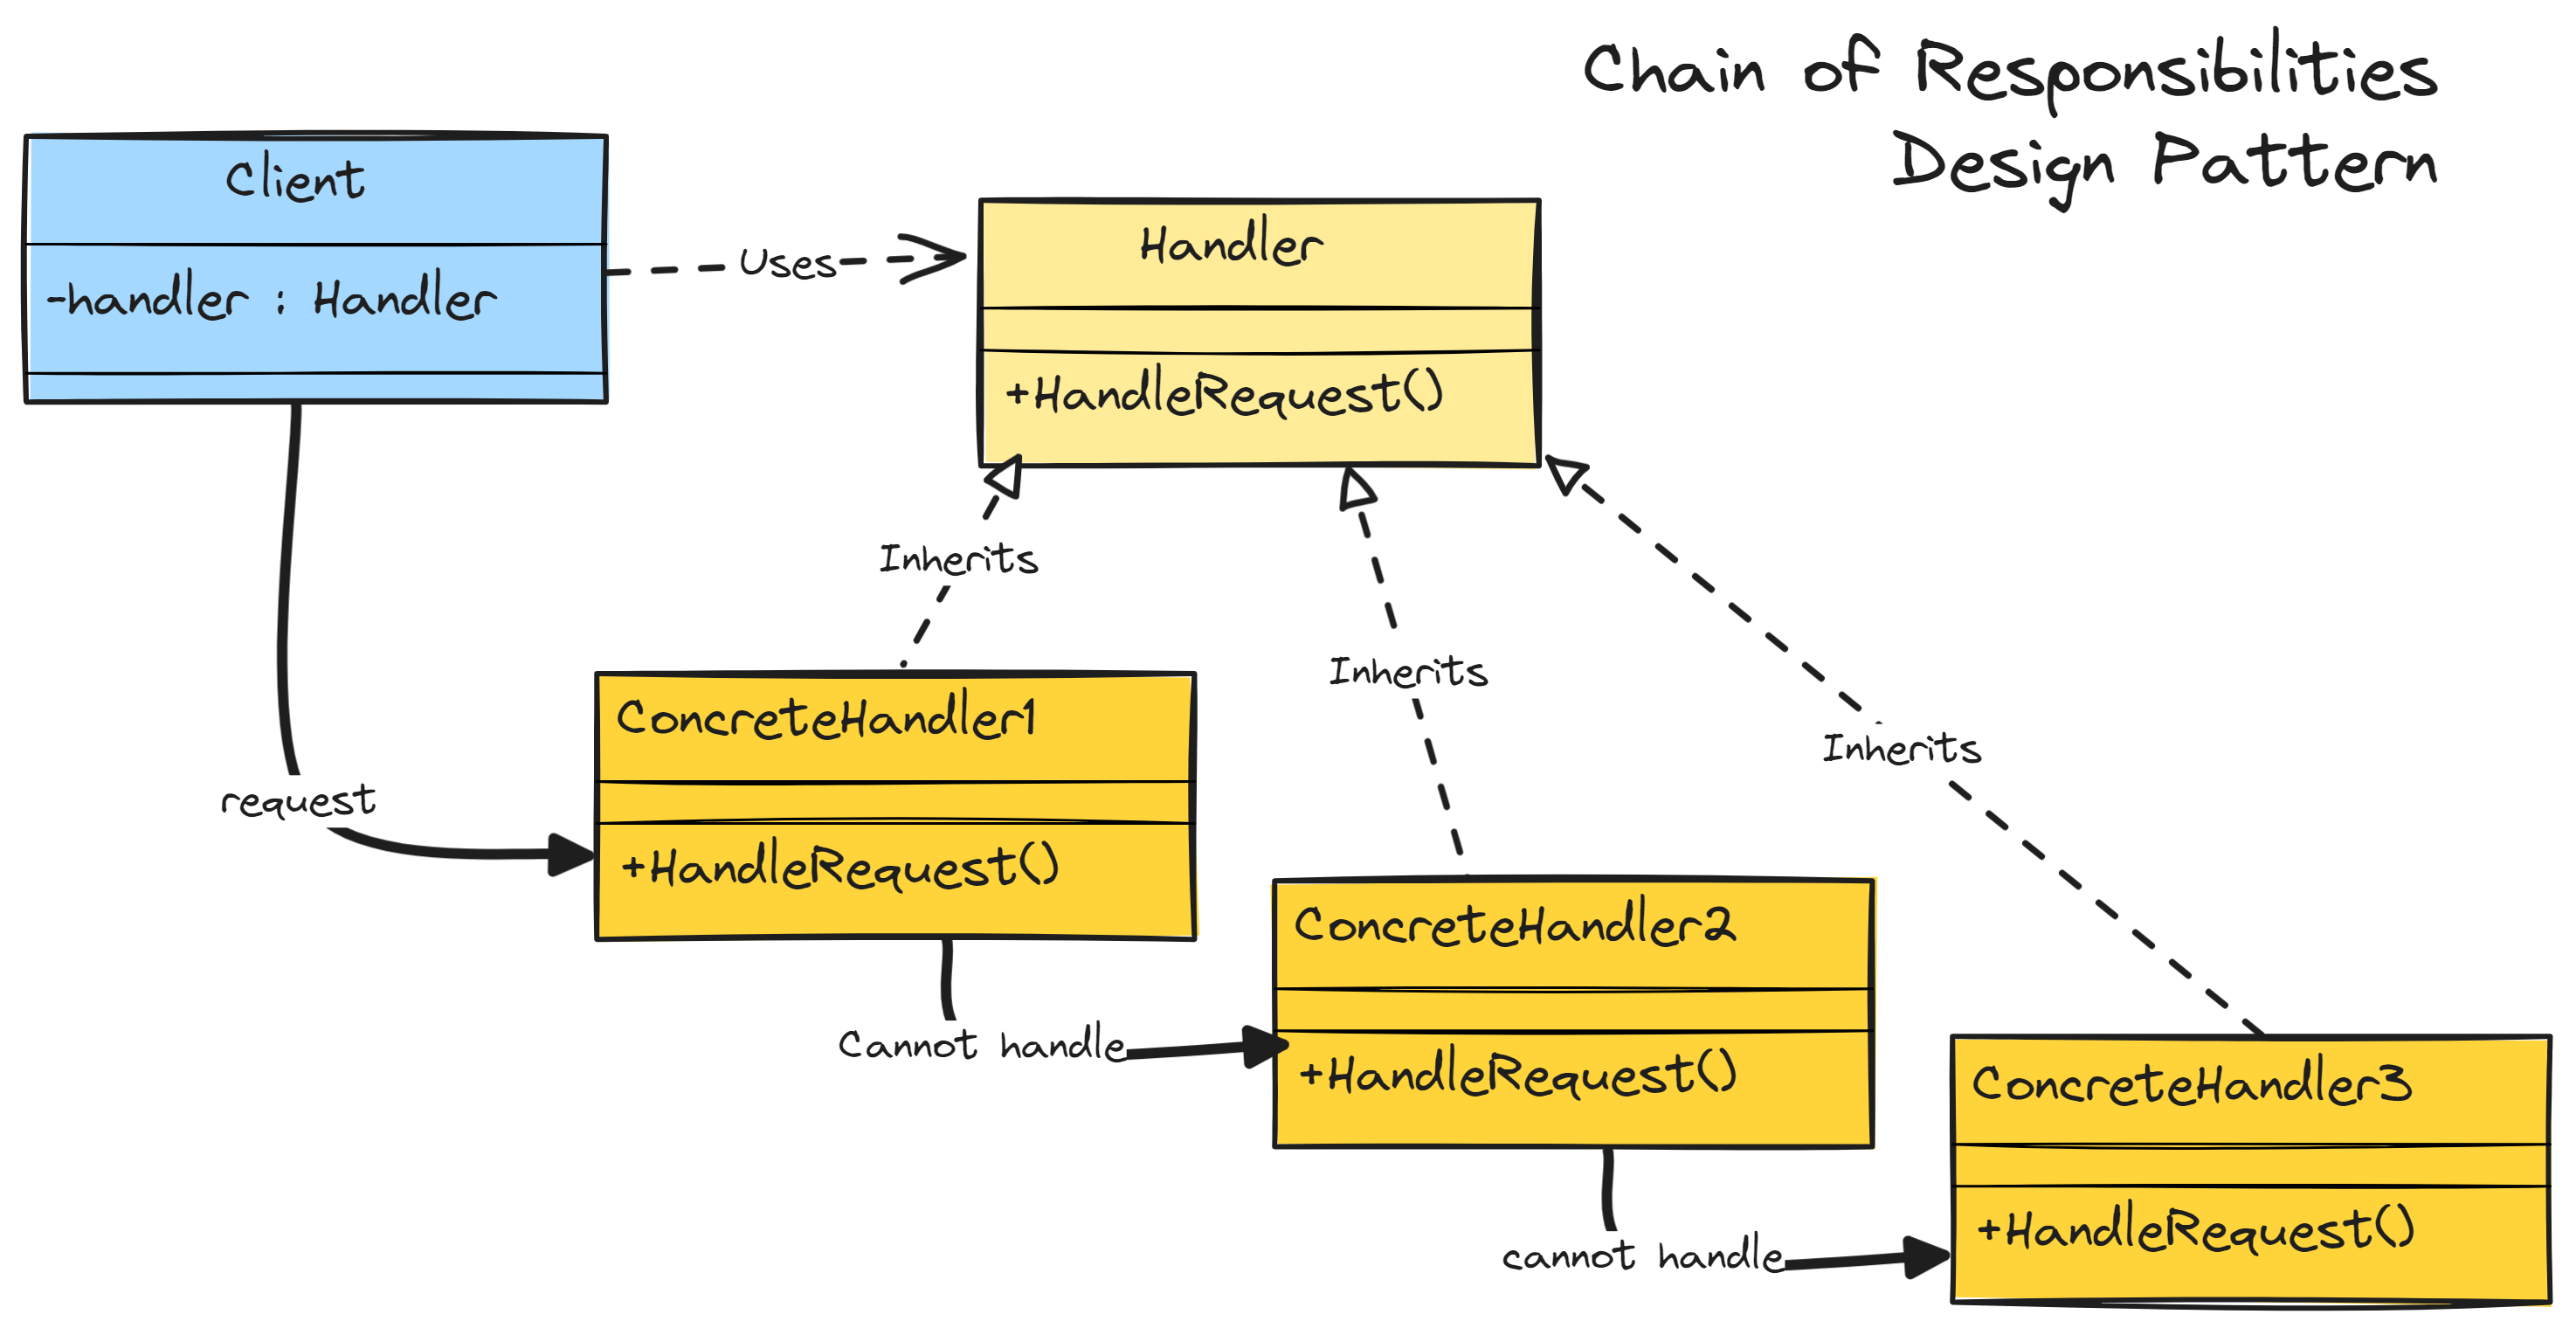 Chain of Responsibilities
Design Pattern
Client
-handler : Handler
Uses
Handler
+HandleRequest()
Inherits
Inherits
Inherits
request
ConcreteHandler1
+HandleRequest()
Cannot handle
ConcreteHandler2
+HandleRequest()
cannot handle
ConcreteHandler3
+HandleRequest()